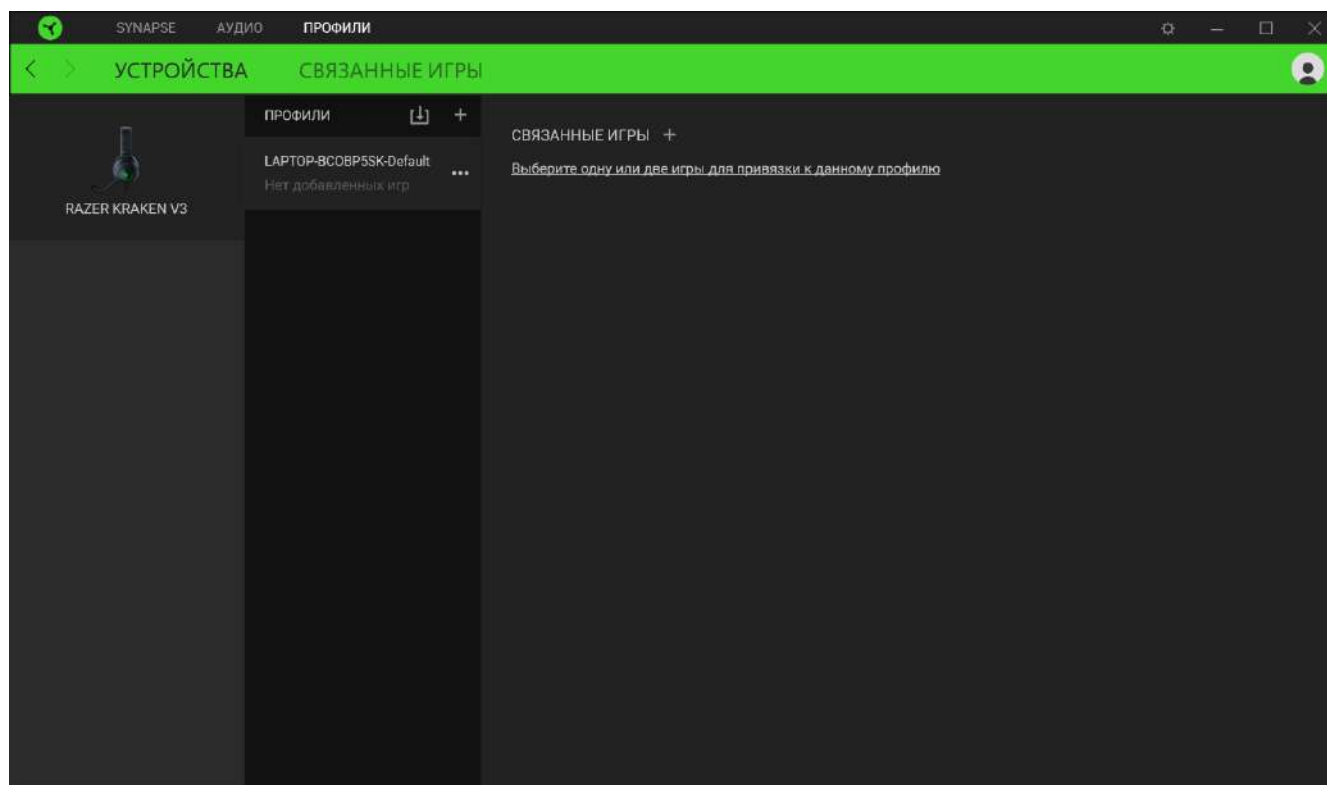 SYNAPSE АУДИО ПРОФИЛИ
УСТРОЙСТВА СВЯЗАННЫЕ ИГРЫ
ПРОФИЛИ
LAPTOP-BCOBP5SK-Default
Нет добавленных игр
RAZER KRAKEN V3
СВЯЗАННЫЕ ИГРЫ +
Выберите одну или две игры для привязки к данному профилю